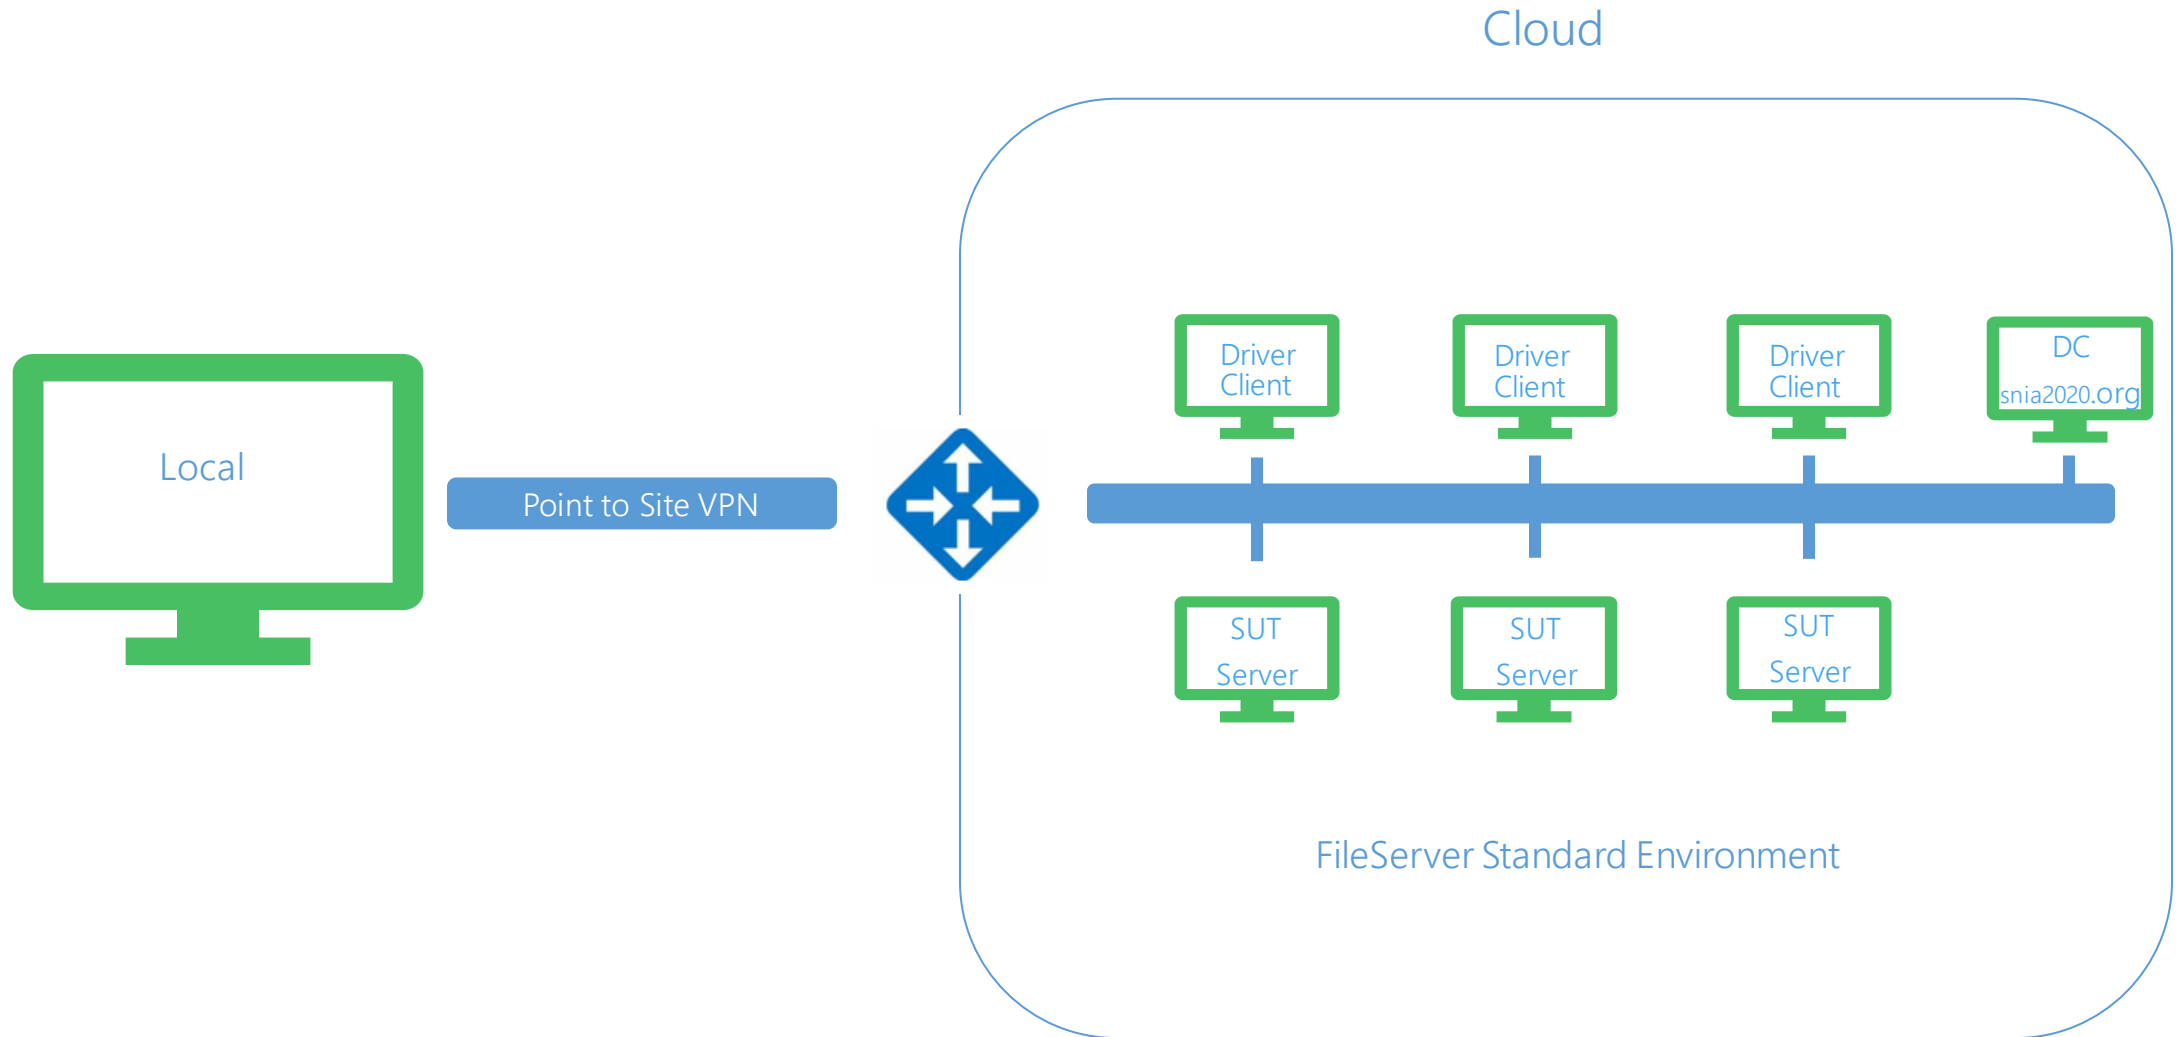 Cloud
Local
Point to Site VPN
Driver
Client
Driver
Client
Driver
Client
DC
snia2020.org
SUT
Server
SUT
Server
SUT
Server
FileServer Standard Environment